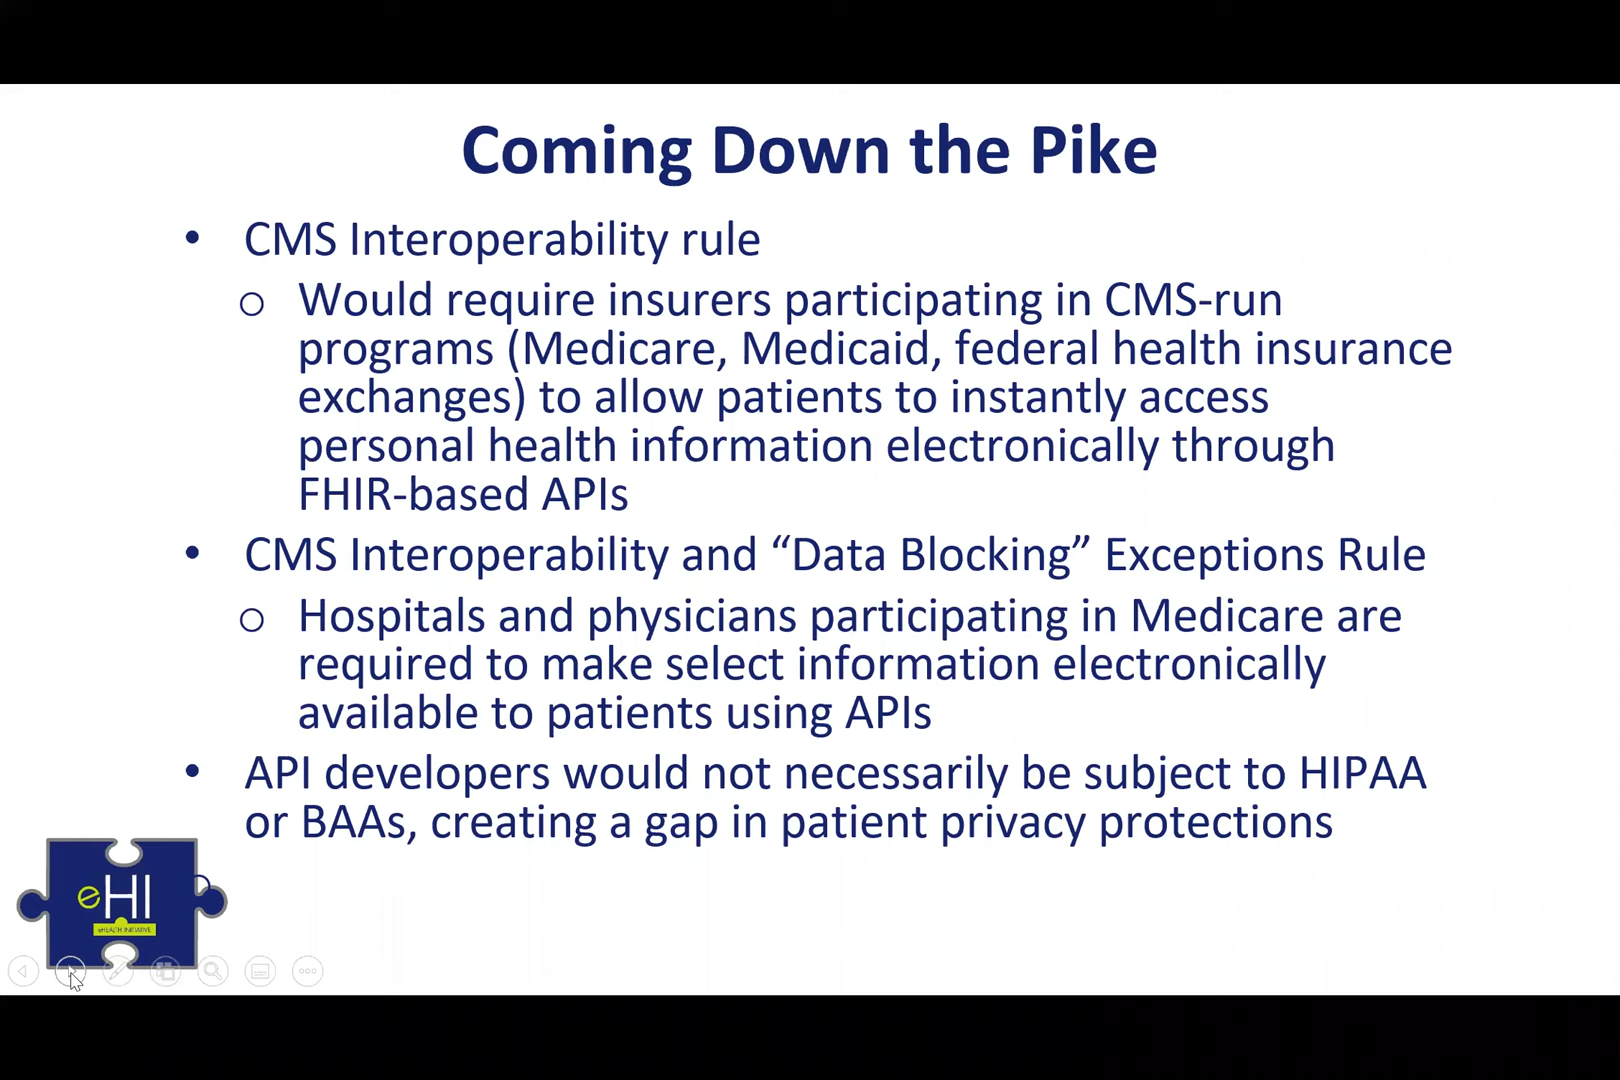 Coming Down the Pike
• CMS Interoperability rule
o Would require insurers participating in CMS-run
programs (Medicare, Medicaid, federal health insurance
exchanges) to allow patients to instantly access
personal health information electronically through
FHIR-based APIs
• CMS Interoperability and “Data Blocking” Exceptions Rule
o Hospitals and physicians participating in Medicare are
required to make select information electronically
available to patients using APIs
• API developers would not necessarily be subject to HIPAA
or BAAs, creating a gap in patient privacy protections
eHI
eHEALTH INITIATIVE